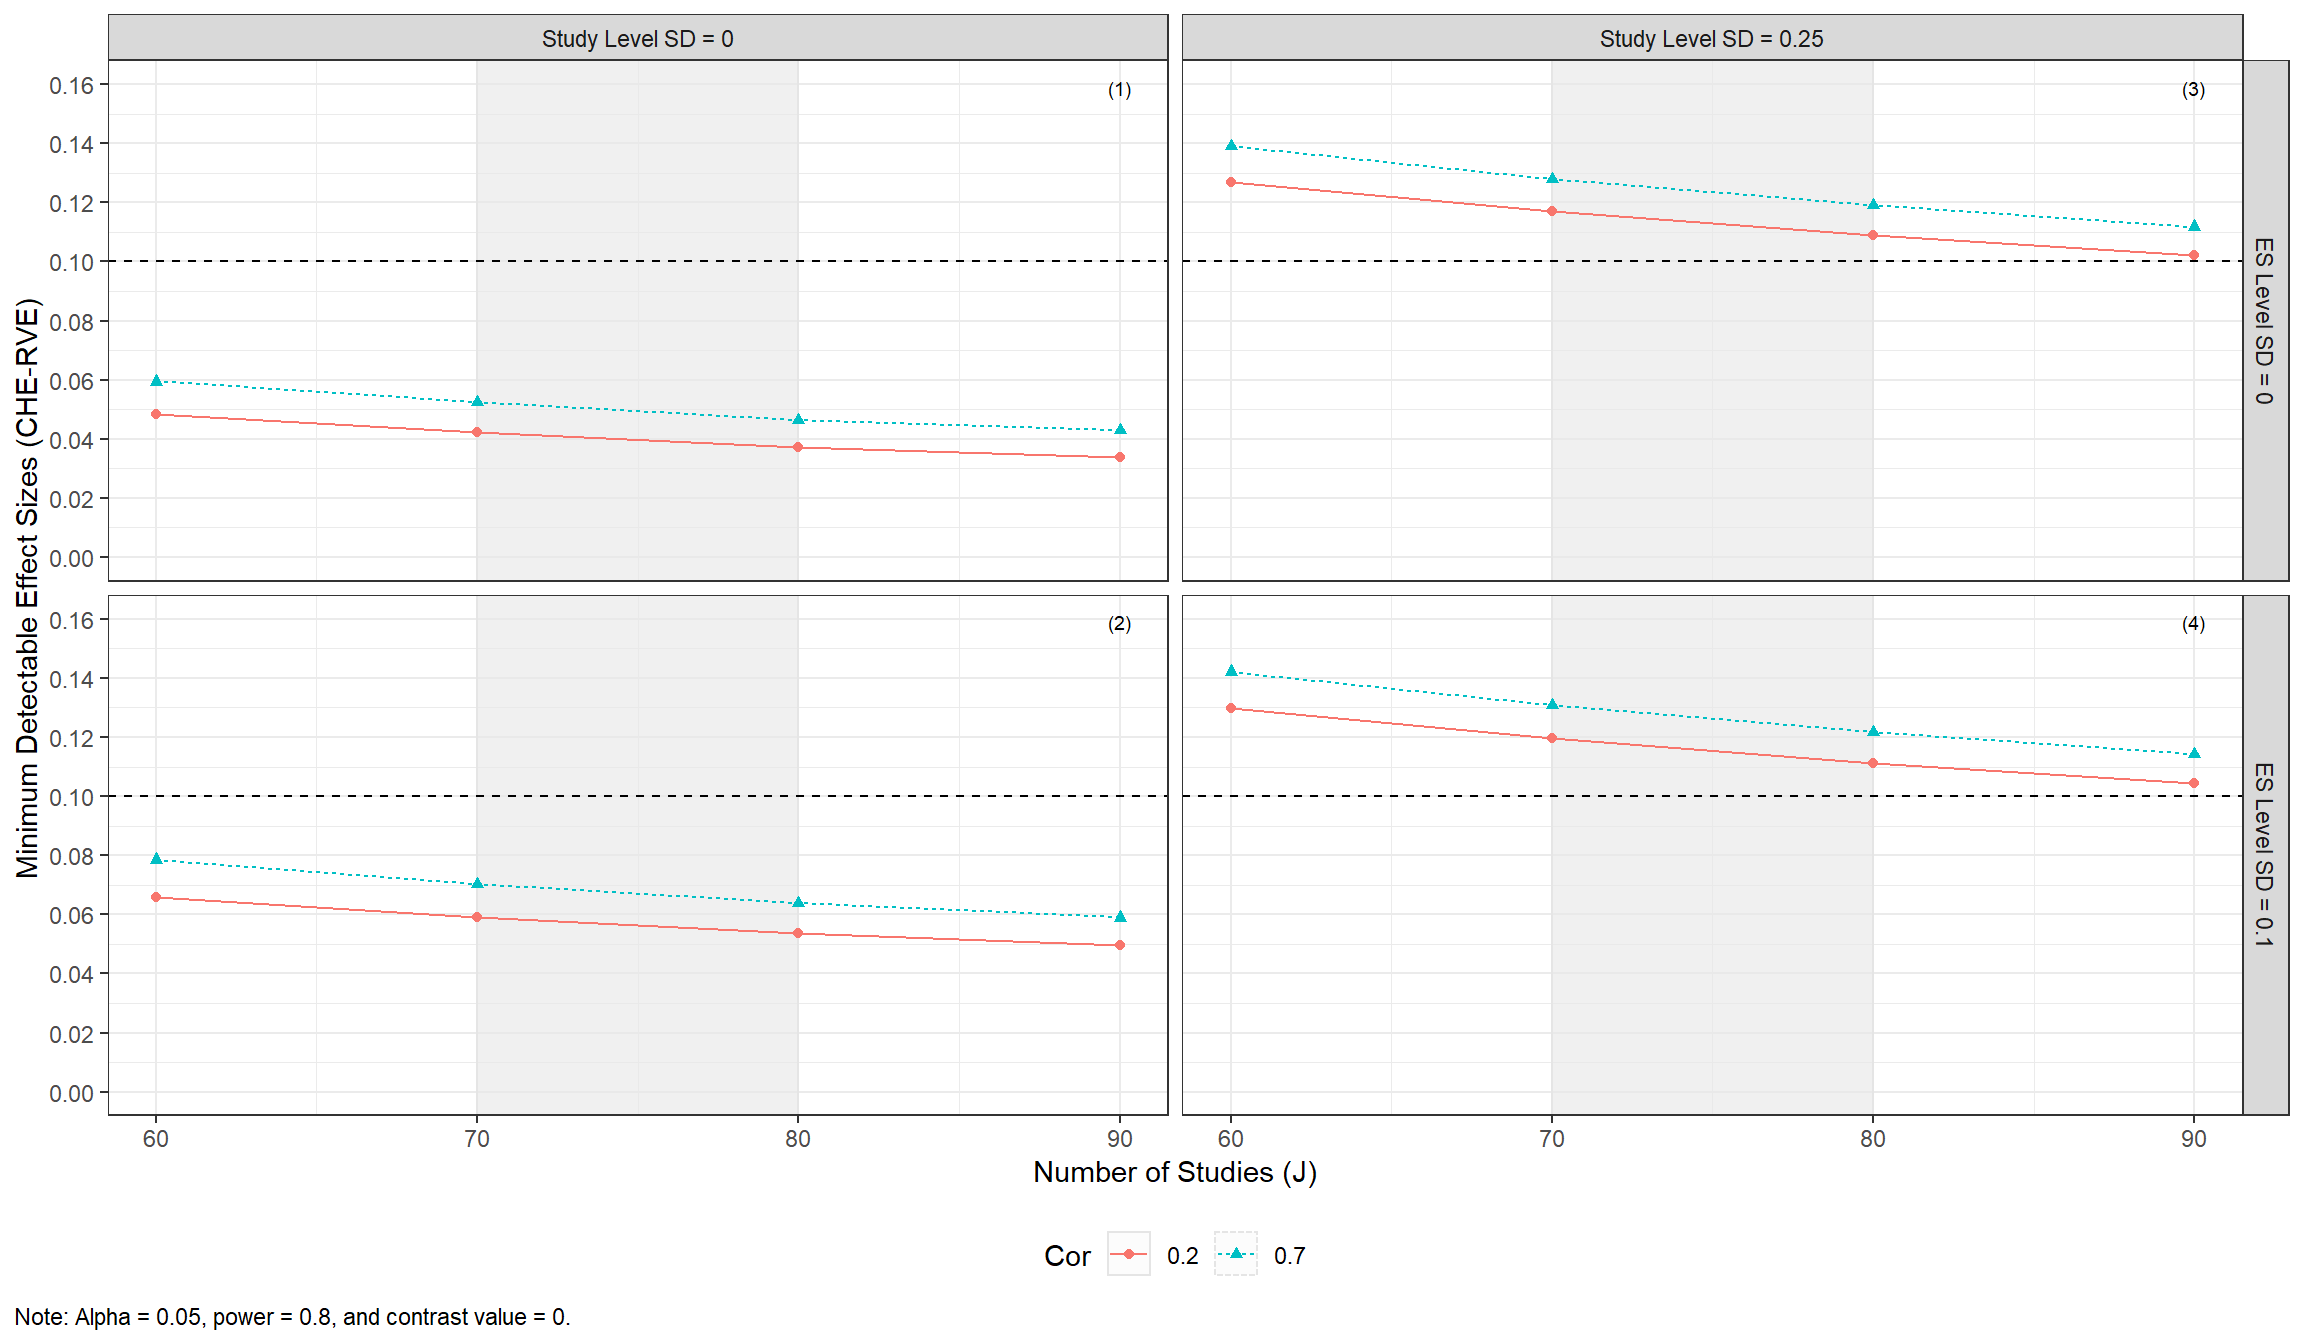 Study Level SD = 0
Study Level SD = 0.25
Minimum Detectable Effect Sizes (CHE-RVE)
0.16
0.14
0.12
0.10
0.08
0.06
0.04
0.02
0.00
(1)
(3)
ES Level SD = 0
0.16
0.14
0.12
0.10
0.08
0.06
0.04
0.02
0.00
(2)
(4)
ES Level SD = 0.1
60 70 80 90
60 70 80 90
Number of Studies (J)
Cor 0.2 0.7
Note: Alpha = 0.05, power = 0.8, and contrast value = 0.